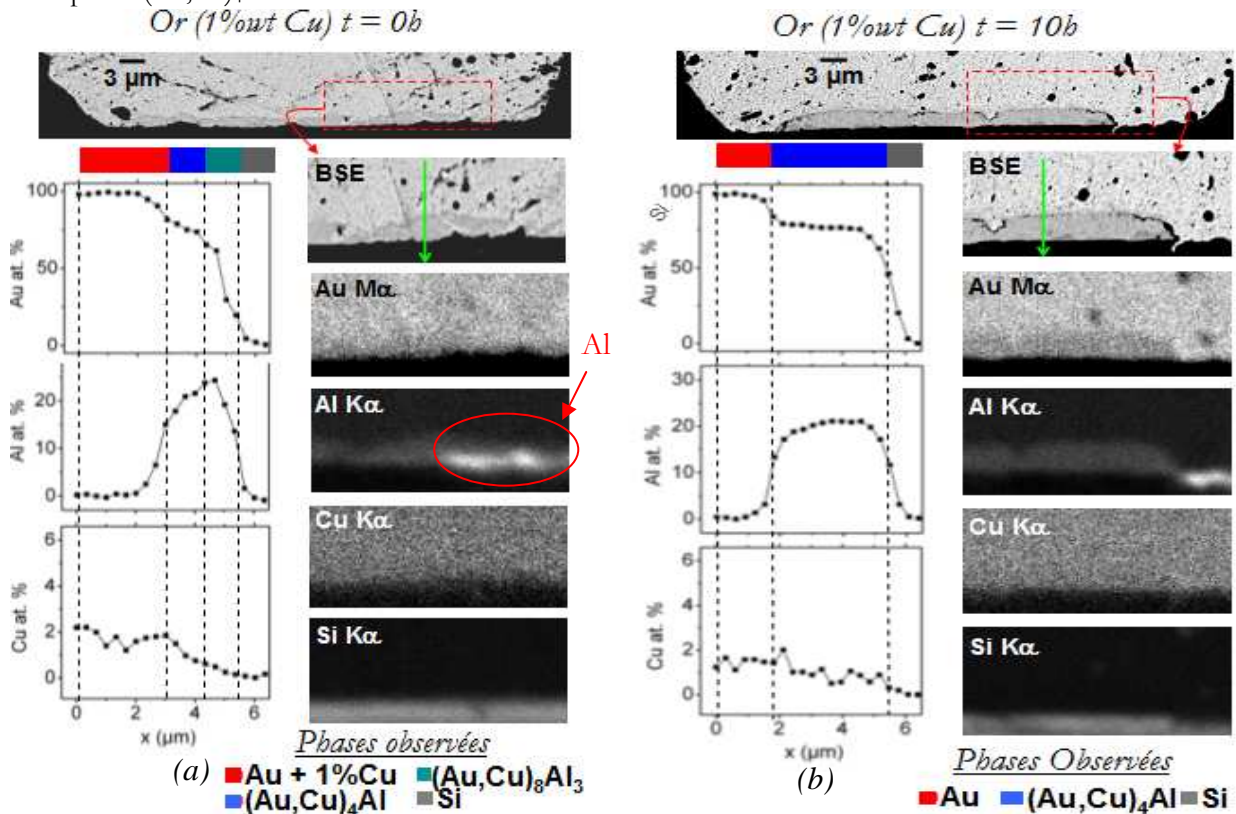 Or (1%wt Cu) t = 0h
3 µm
BSE
Au at. %
100
50
0
Au Mα
Al
Al at. %
20
10
0
Al Kα
Cu at. %
6
4
2
0
Cu Kα
Si Kα
0 2 4 6
x (µm)
Phases observées
(a)
Au + 1%Cu
(Au,Cu)8Al3
(Au,Cu)4Al
Si
Or (1%wt Cu) t = 10h
3 µm
BSE
Au at. %
100
50
0
Au Mα
Al at. %
30
20
10
0
Al Kα
Cu at. %
6
4
2
0
Cu Kα
Si Kα
0 2 4 6
x (µm)
(b)
Phases Observées
Au
(Au,Cu)4Al
Si